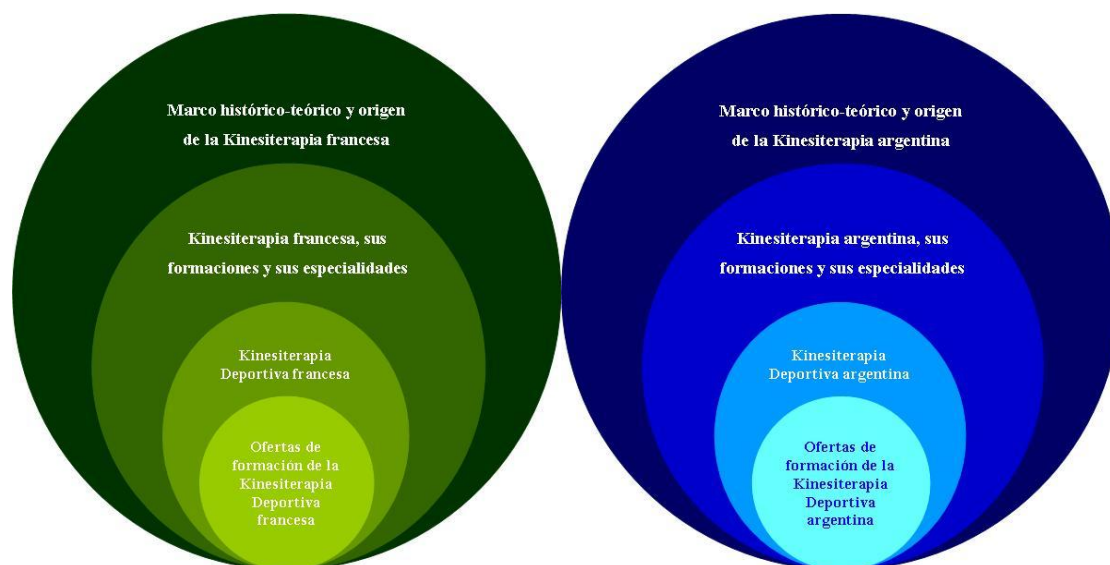 Marco histórico-teórico y origen
de la Kinesiterapia francesa
Kinesiterapia francesa, sus
formaciones y sus especialidades
Kinesiterapia
Deportiva francesa
Ofertas de
formación de la
Kinesiterapia
Deportiva
francesa
Marco histórico-teórico y origen
de la Kinesiterapia argentina
Kinesiterapia argentina, sus
formaciones y sus especialidades
Kinesiterapia
Deportiva argentina
Ofertas de
formación de la
Kinesiterapia
Deportiva
argentina